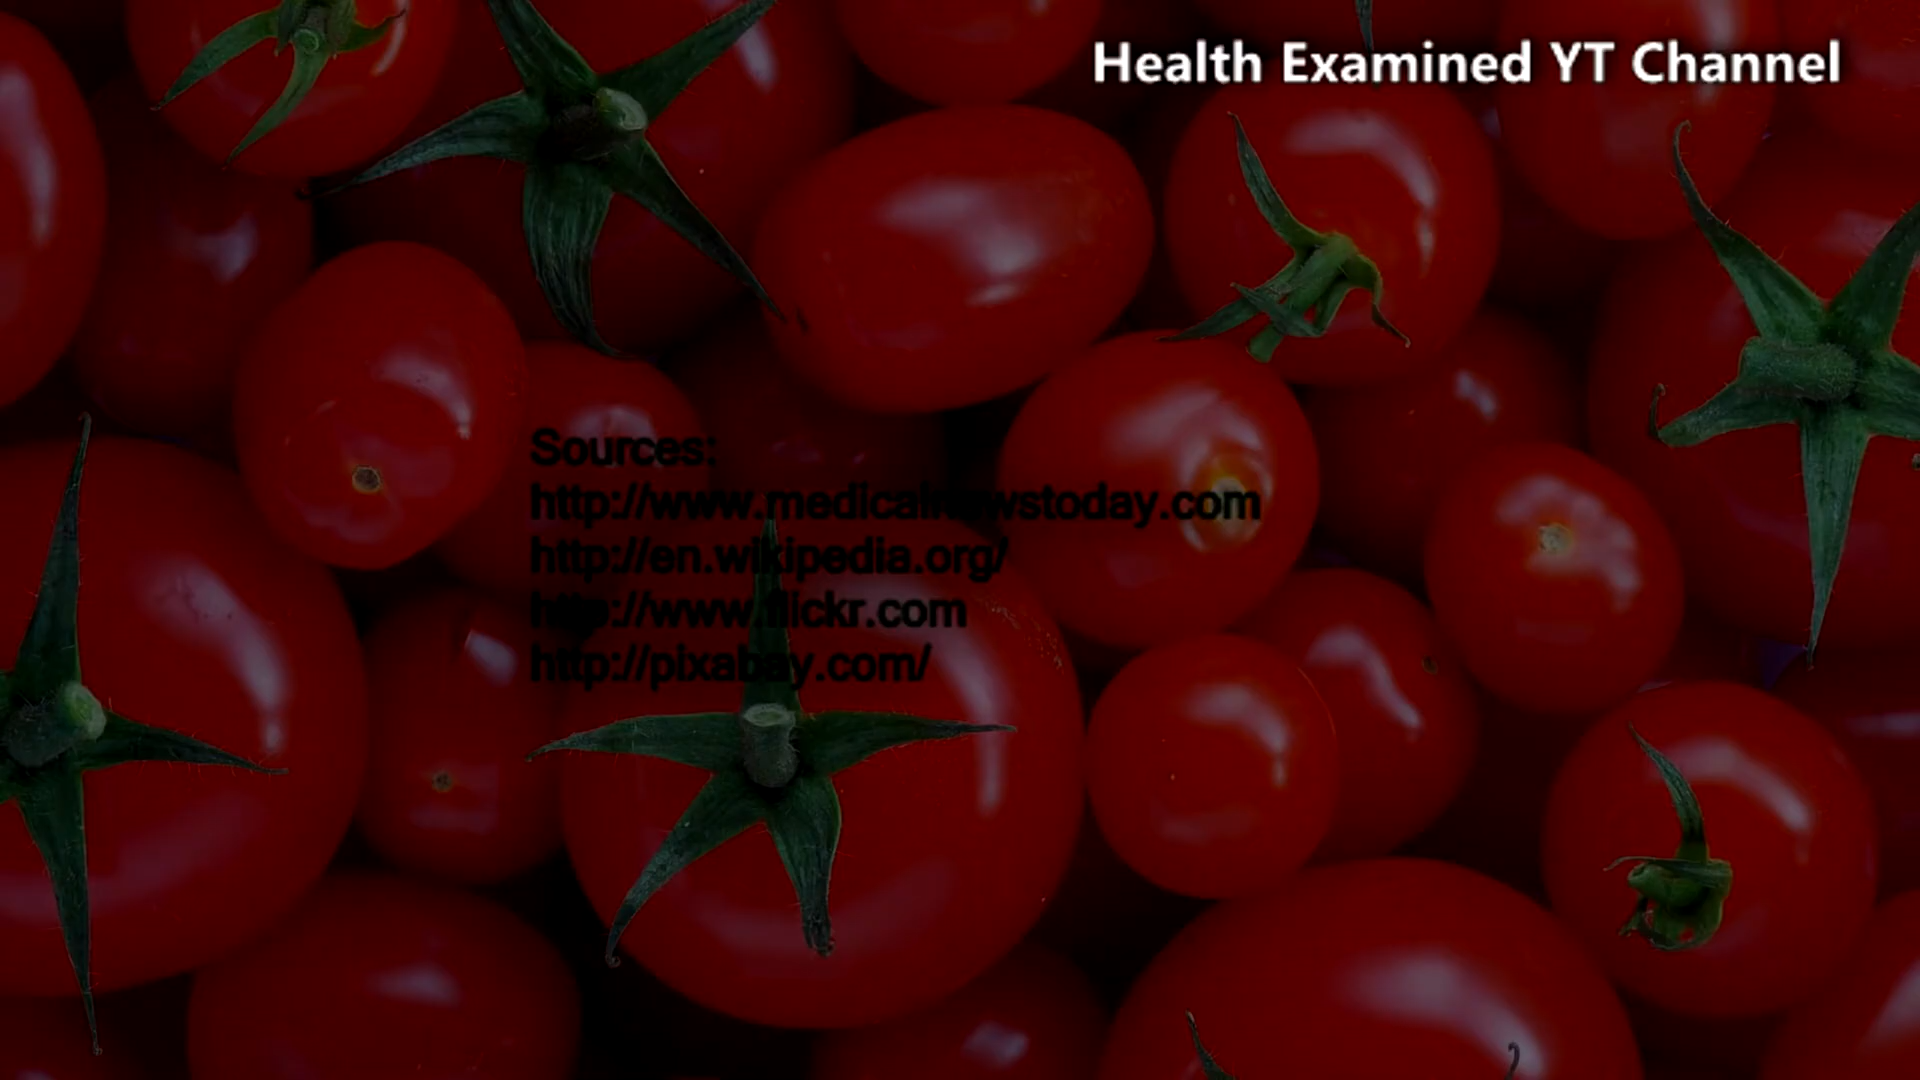 Health Examined YT Channel
Sources:
http://www.medicalnewstoday.com
http://en.wikipedia.org/
http://www.flickr.com
http://pixabay.com/